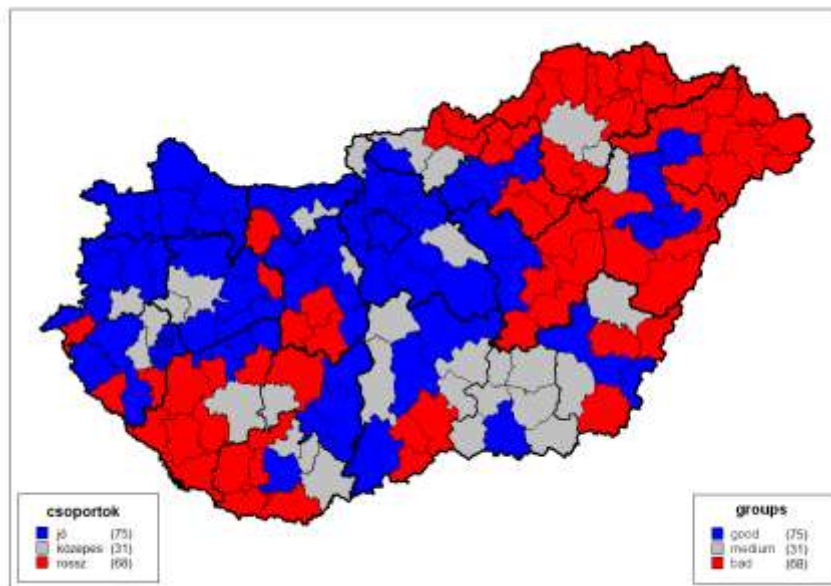 csoportok
jó (75)
közepes (31)
rossz (68)
groups
good (75)
medium (31)
bad (68)